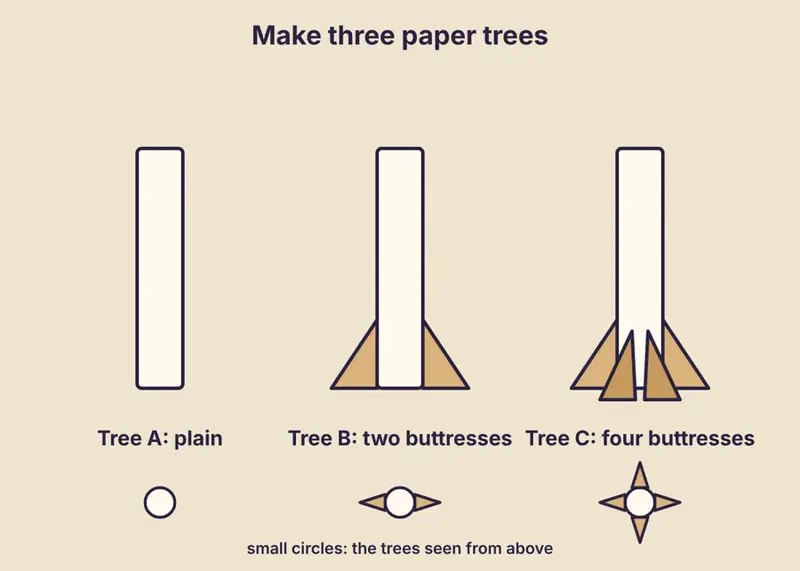 Make three paper trees
Tree A: plain
Tree B: two buttresses
Tree C: four buttresses
small circles: the trees seen from above